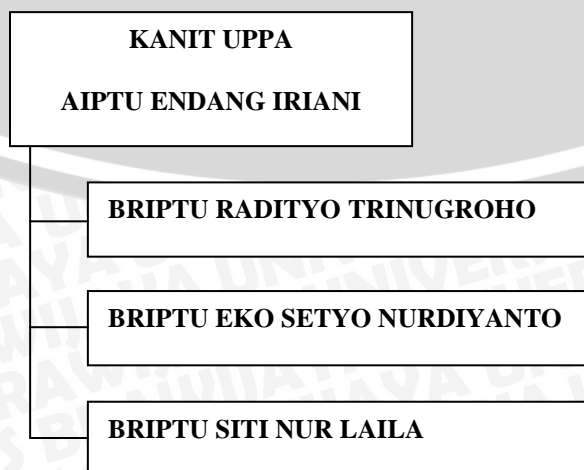 KANIT UPPA
AIPTU ENDANG IRIANI
BRIPTU RADITYO TRINUGROHO
BRIPTU EKO SETYO NURDIYANTO
BRIPTU SITI NUR LAILA